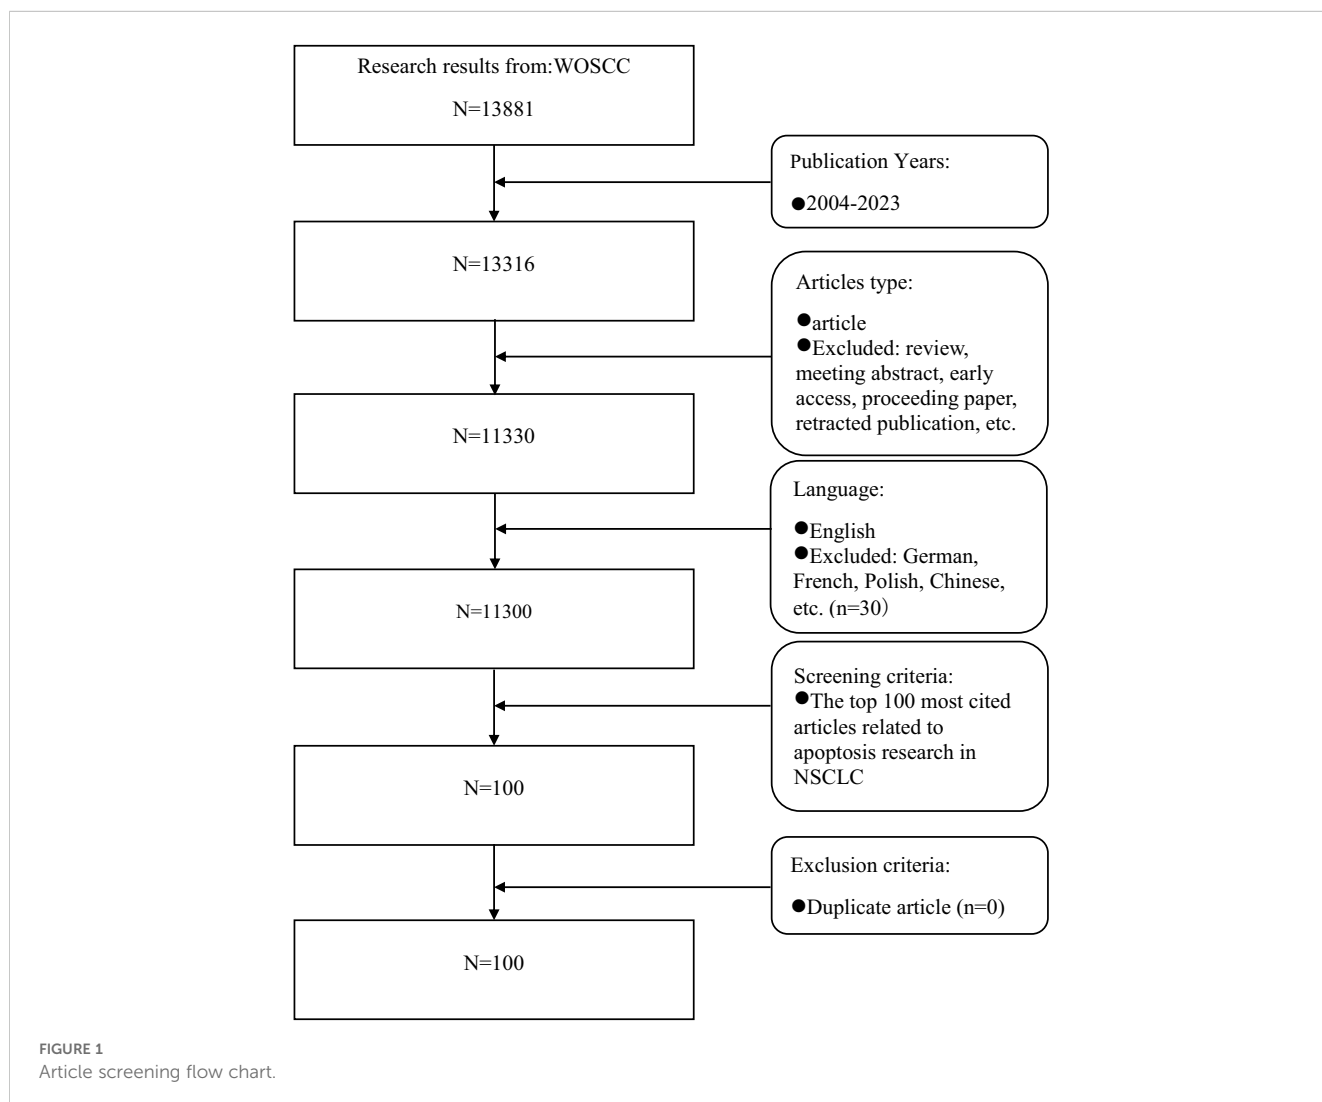 Research results from:WOSCC
N=13881
Publication Years:
●2004-2023
N=13316
Articles type:
●article
●Excluded: review,
meeting abstract, early
access, proceeding paper,
retracted publication, etc.
N=11330
Language:
●English
●Excluded: German,
French, Polish, Chinese,
etc. (n=30）
N=11300
Screening criteria:
●The top 100 most cited
articles related to
apoptosis research in
NSCLC
N=100
Exclusion criteria:
●Duplicate article (n=0)
N=100
FIGURE 1
Article screening flow chart.